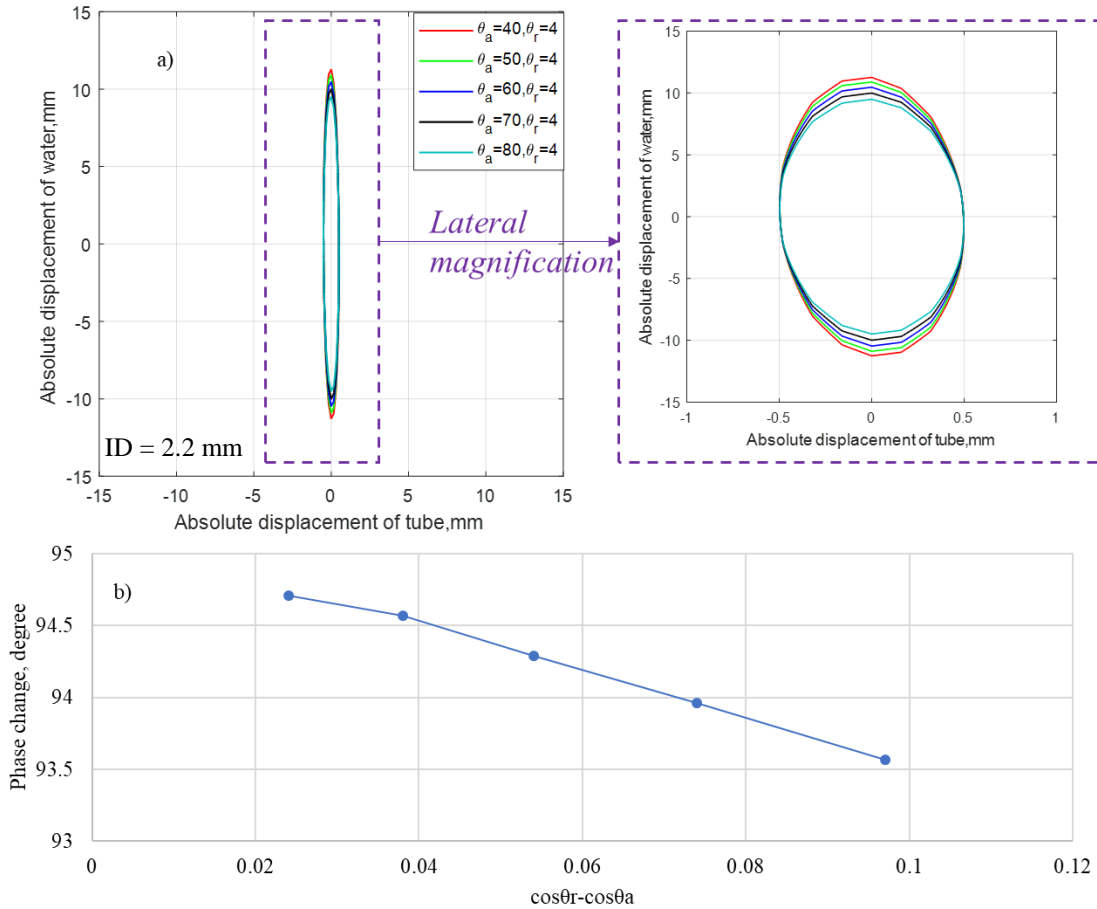 a)
θa=40,θr=4
θa=50,θr=4
θa=60,θr=4
θa=70,θr=4
θa=80,θr=4
15
10
5
0
-5
-10
-15
Absolute displacement of water,mm
ID = 2.2 mm
-15 -10 -5 0 5 10 15
Absolute displacement of tube,mm
Lateral
magnification
15
10
5
0
-5
-10
-15
Absolute displacement of water,mm
-1 -0.5 0 0.5 1
Absolute displacement of tube,mm
b)
95
94.5
94
93.5
93
Phase change, degree
0 0.02 0.04 0.06 0.08 0.1 0.12
cosθr-cosθa